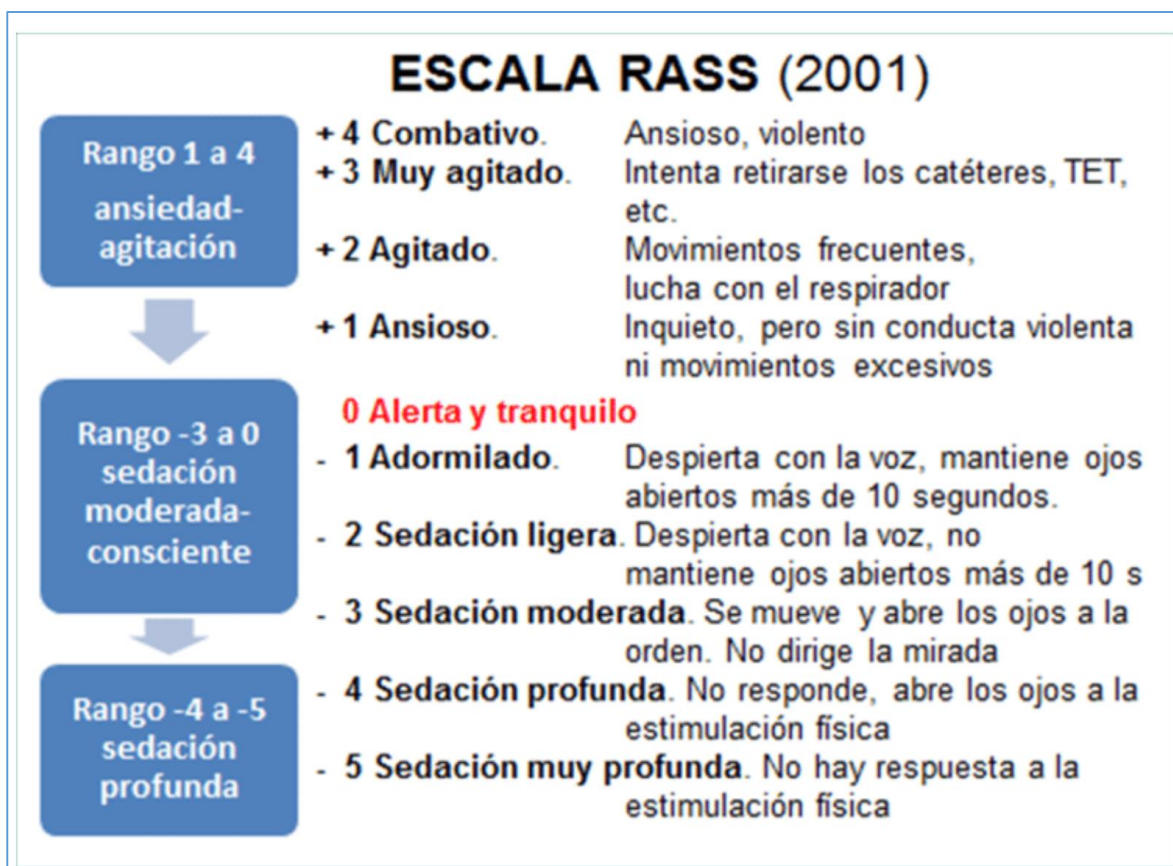 ESCALA RASS (2001)
Rango 1 a 4
ansiedad-
agitación
+ 4 Combativo. Ansioso, violento
+ 3 Muy agitado. Intenta retirarse los catéteres, TET,
etc.
+ 2 Agitado. Movimientos frecuentes,
lucha con el respirador
+ 1 Ansioso. Inquieto, pero sin conducta violenta
ni movimientos excesivos
Rango -3 a 0
sedación
moderada-
consciente
0 Alerta y tranquilo
- 1 Adormilado. Despierta con la voz, mantiene ojos
abiertos más de 10 segundos.
- 2 Sedación ligera. Despierta con la voz, no
mantiene ojos abiertos más de 10 s
- 3 Sedación moderada. Se mueve y abre los ojos a la
orden. No dirige la mirada
Rango -4 a -5
sedación
profunda
- 4 Sedación profunda. No responde, abre los ojos a la
estimulación física
- 5 Sedación muy profunda. No hay respuesta a la
estimulación física